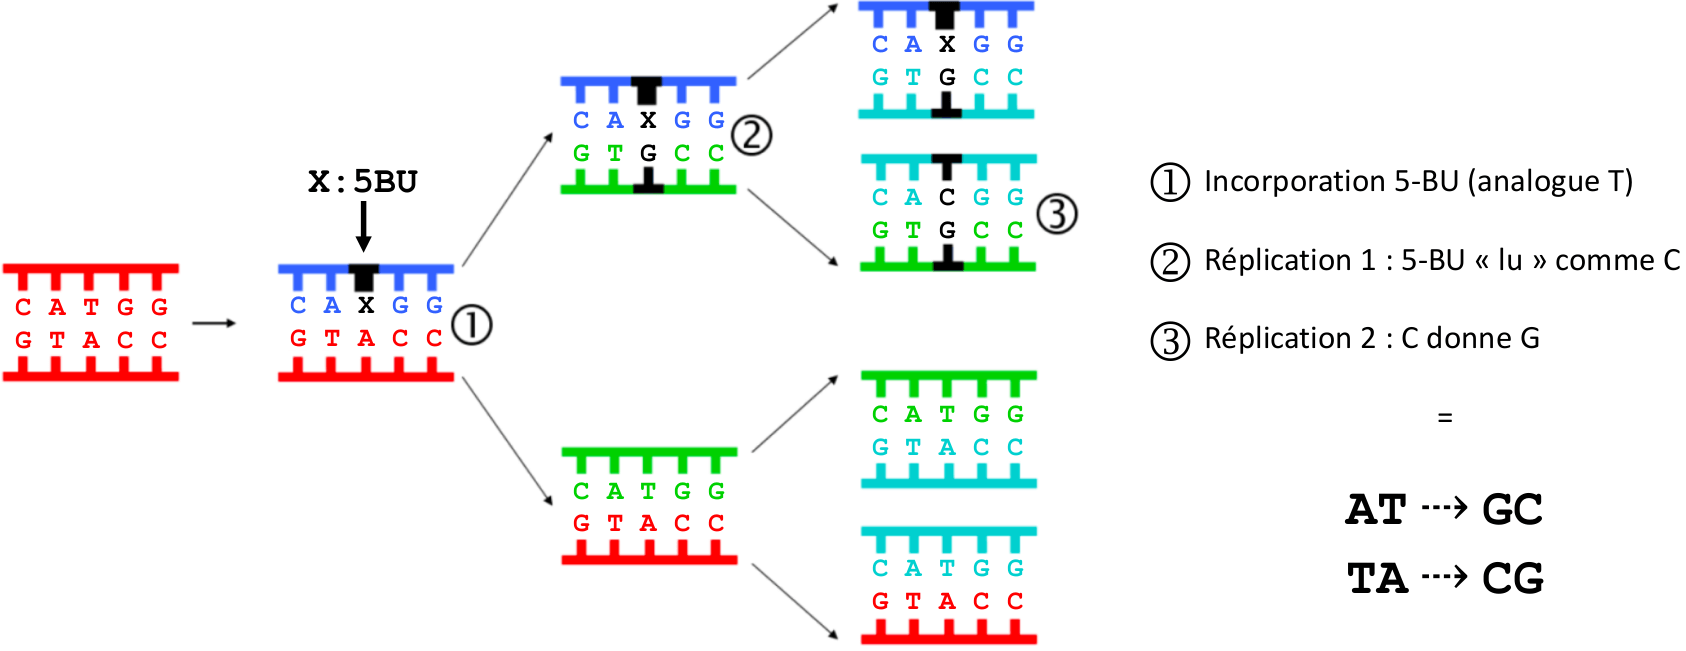 C A T G G
G T A C C
X:5BU
C A X G G
G T A C C
①
C A X G G
G T G C C
②
C A T G G
G T A C C
C A X G G
G T G C C
C A C G G
G T G C C
③
C A T G G
G T A C C
C A T G G
G T A C C
① Incorporation 5-BU (analogue T)
② Réplication 1 : 5-BU « lu » comme C
③ Réplication 2 : C donne G
=
AT ⇢ GC
TA ⇢ CG